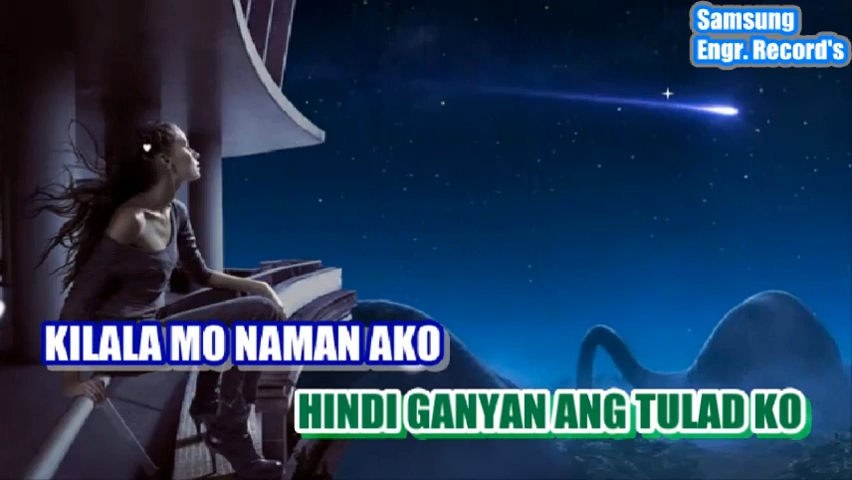 Samsung
Engr. Record's
KILALA MO NAMAN AKO
HINDI GANYAN ANG TULAD KO